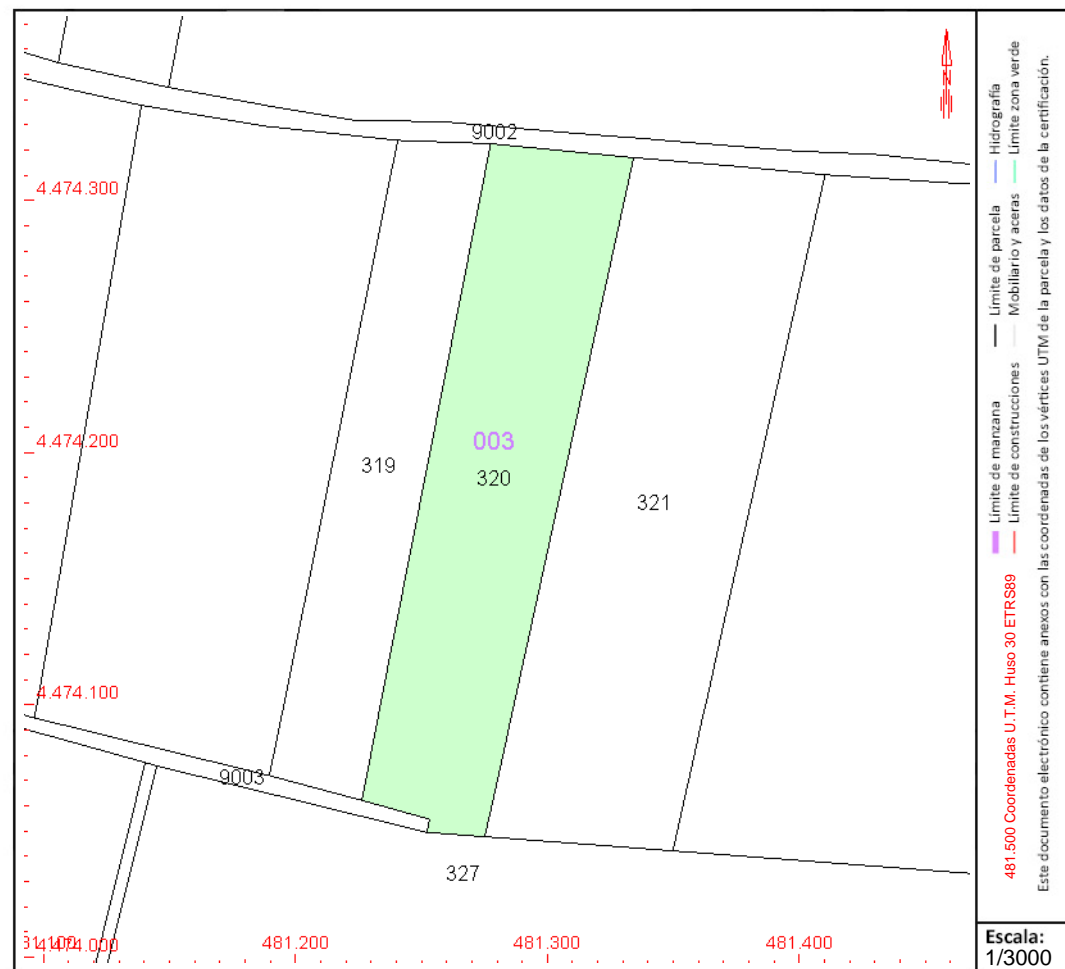 9002
N
4.474.300
4.474.200
003
319
320
321
4.474.100
9003
327
4.474.000
481.200
481.300
481.400
Límite de manzana
Límite de parcela
Hidrografía
Límite de construcciones
Mobiliario y aceras
Límite zona verde
481.500 Coordenadas U.T.M. Huso 30 ETRS89
Este documento electrónico contiene anexos con las coordenadas de los vértices UTM de la parcela y los datos de la certificación.
Escala:
1/3000